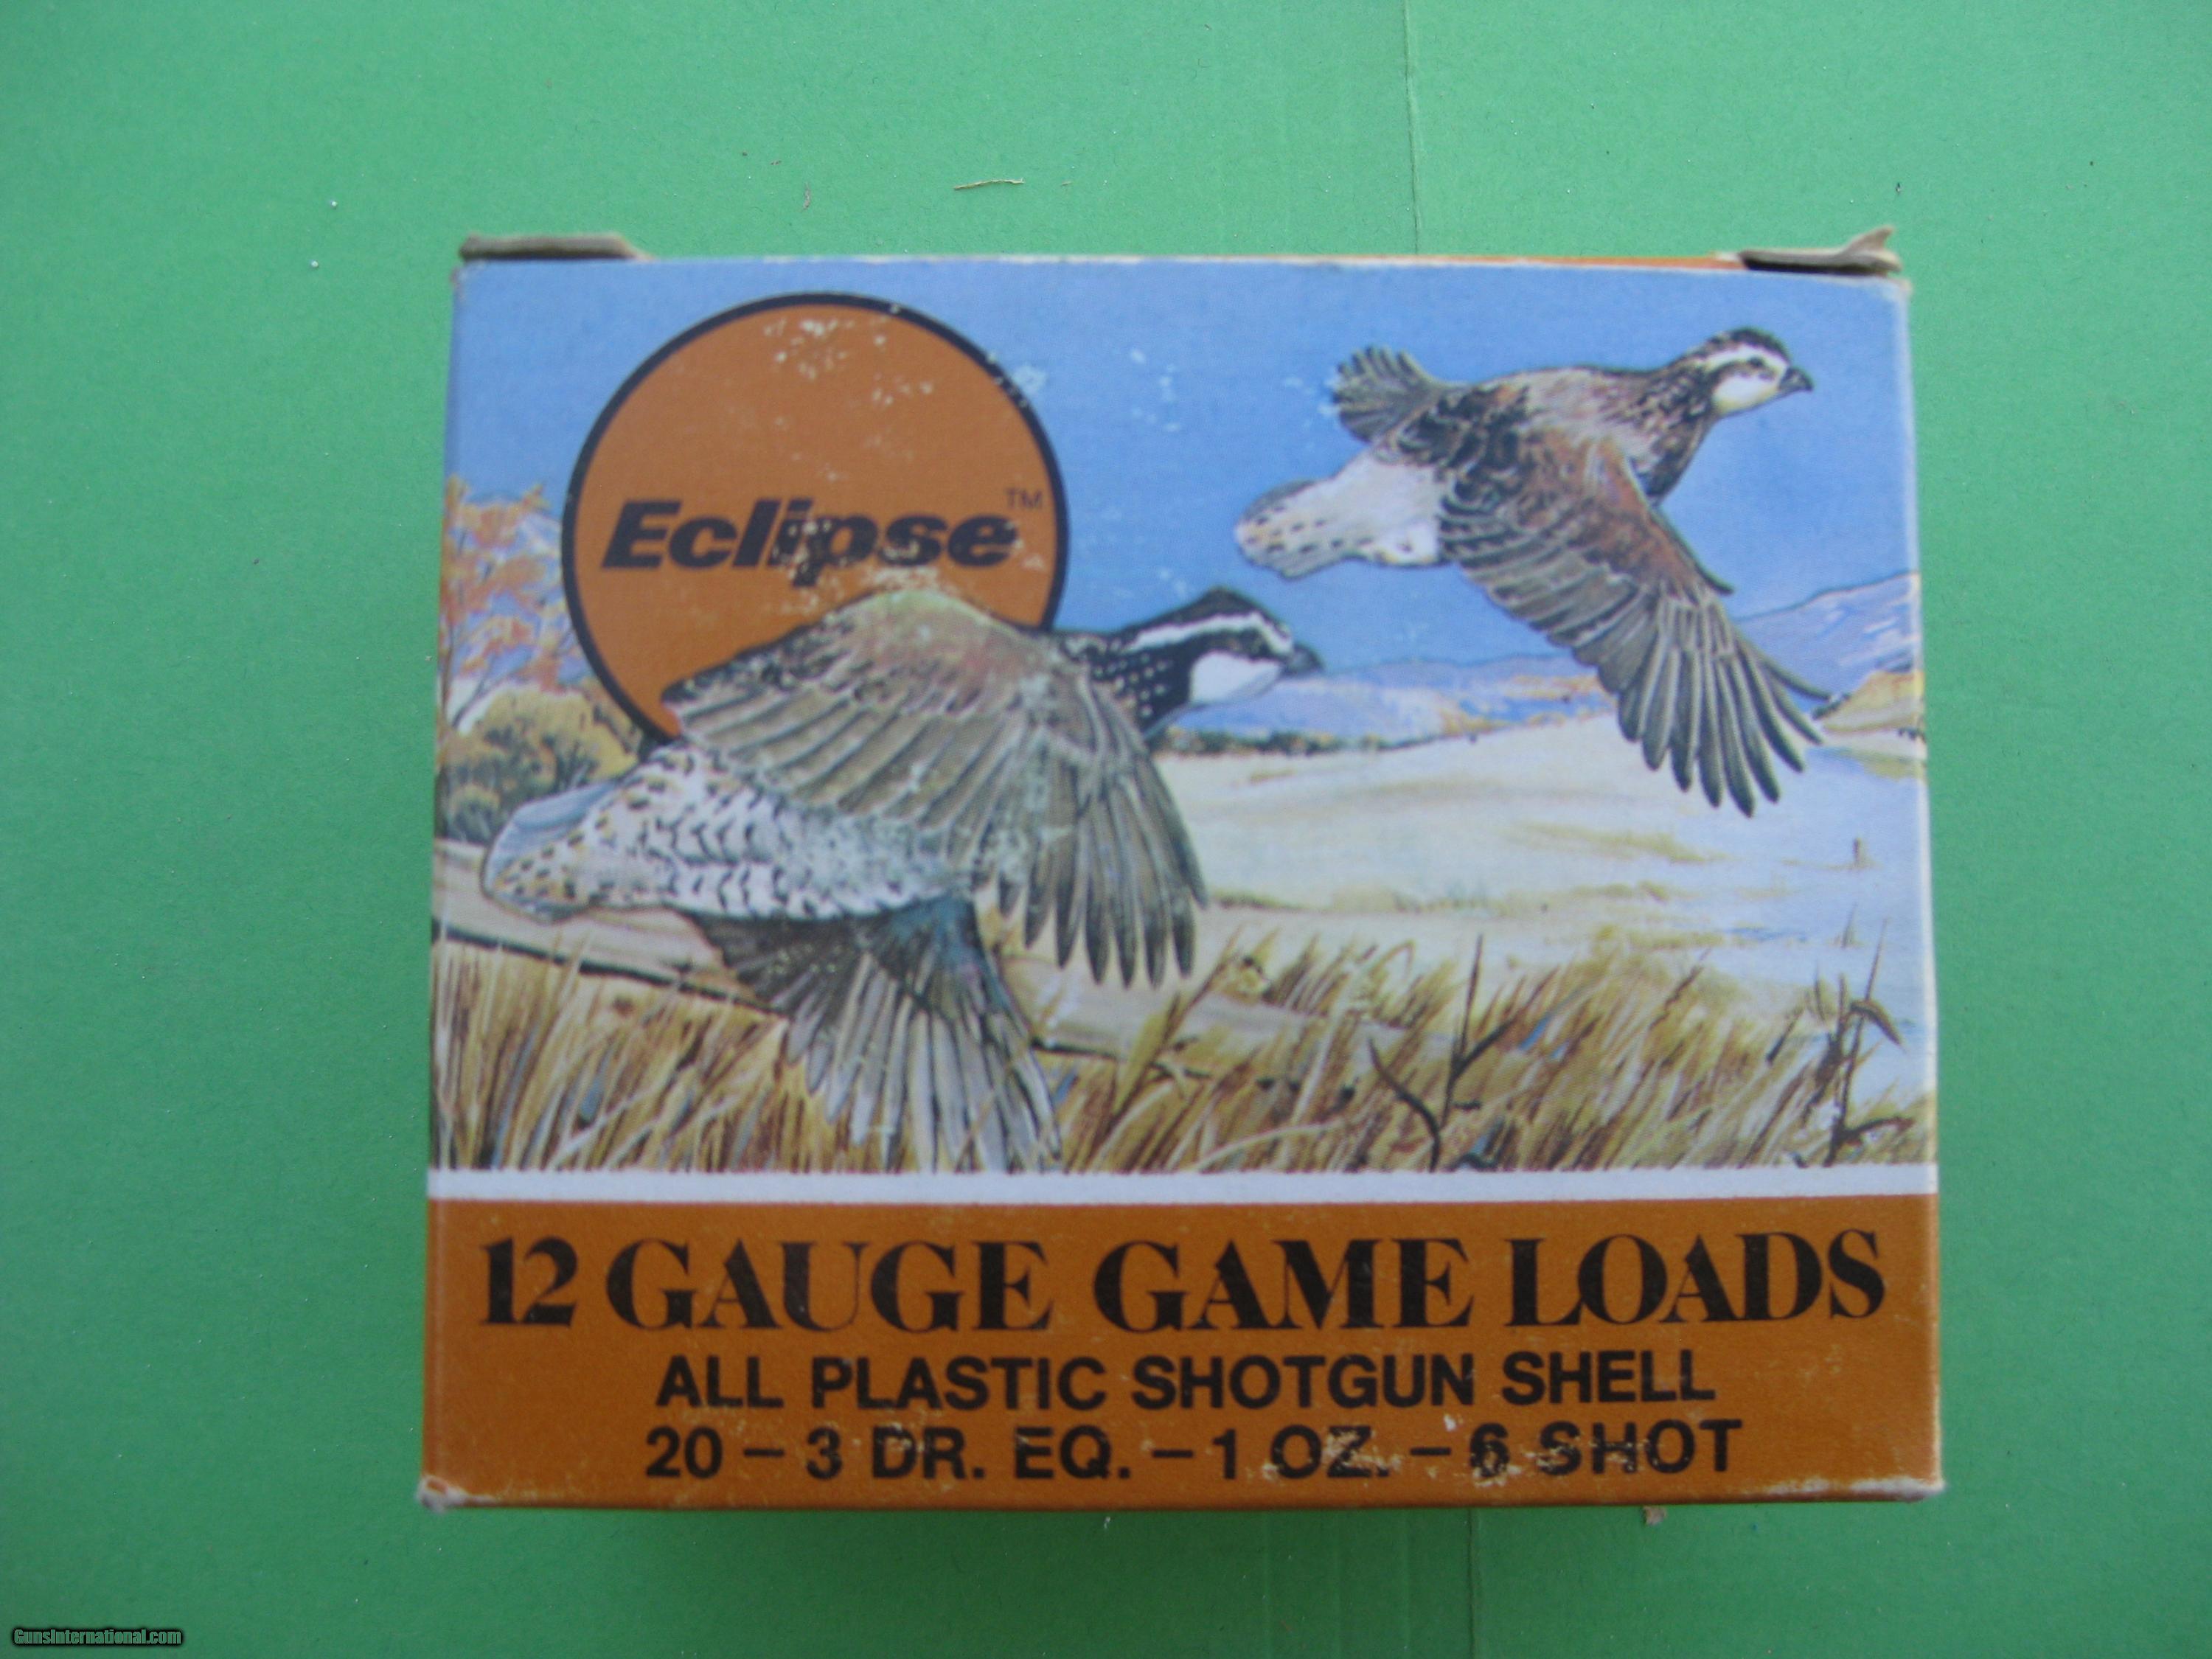 Eclipse™
12 GAUGE GAME LOADS
ALL PLASTIC SHOTGUN SHELL
20 – 3 DR. EQ. – 1 OZ. – 6 SHOT
GunsInternational.com